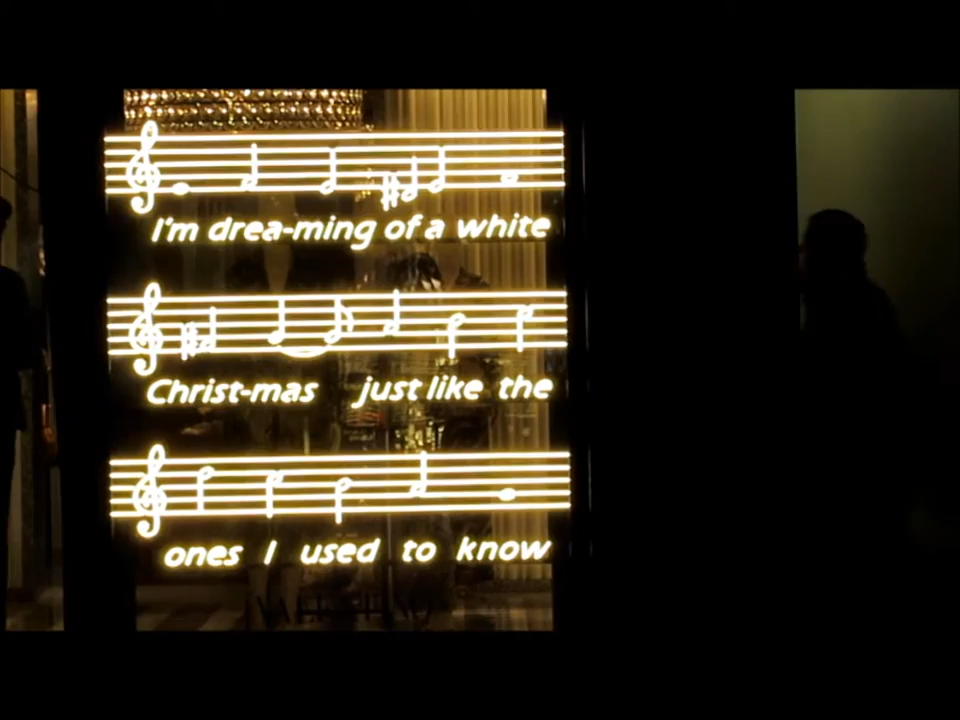 I'm drea-ming of a white
Christ-mas just like the
ones I used to know